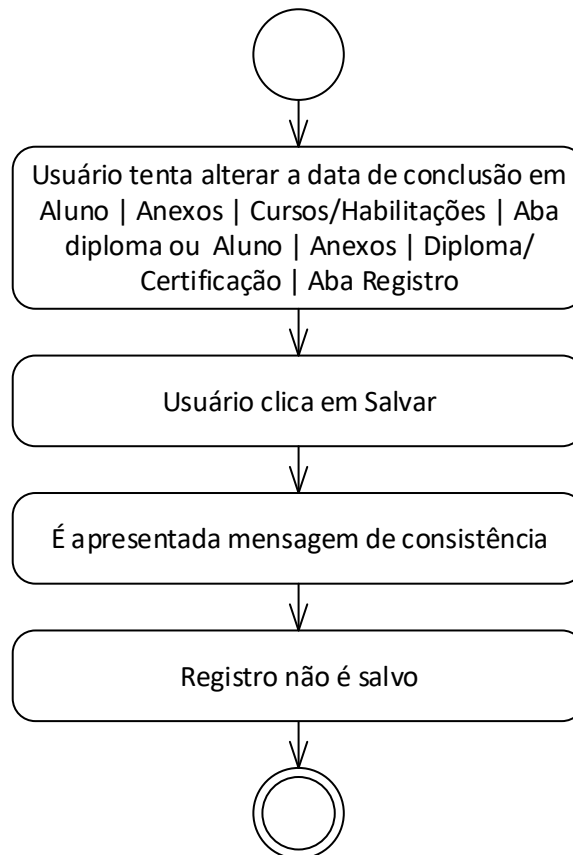 Usuário tenta alterar a data de conclusão em
Aluno | Anexos | Cursos/Habilitações | Aba
diploma ou  Aluno | Anexos | Diploma/
Certificação | Aba Registro
Usuário clica em Salvar
É apresentada mensagem de consistência
Registro não é salvo